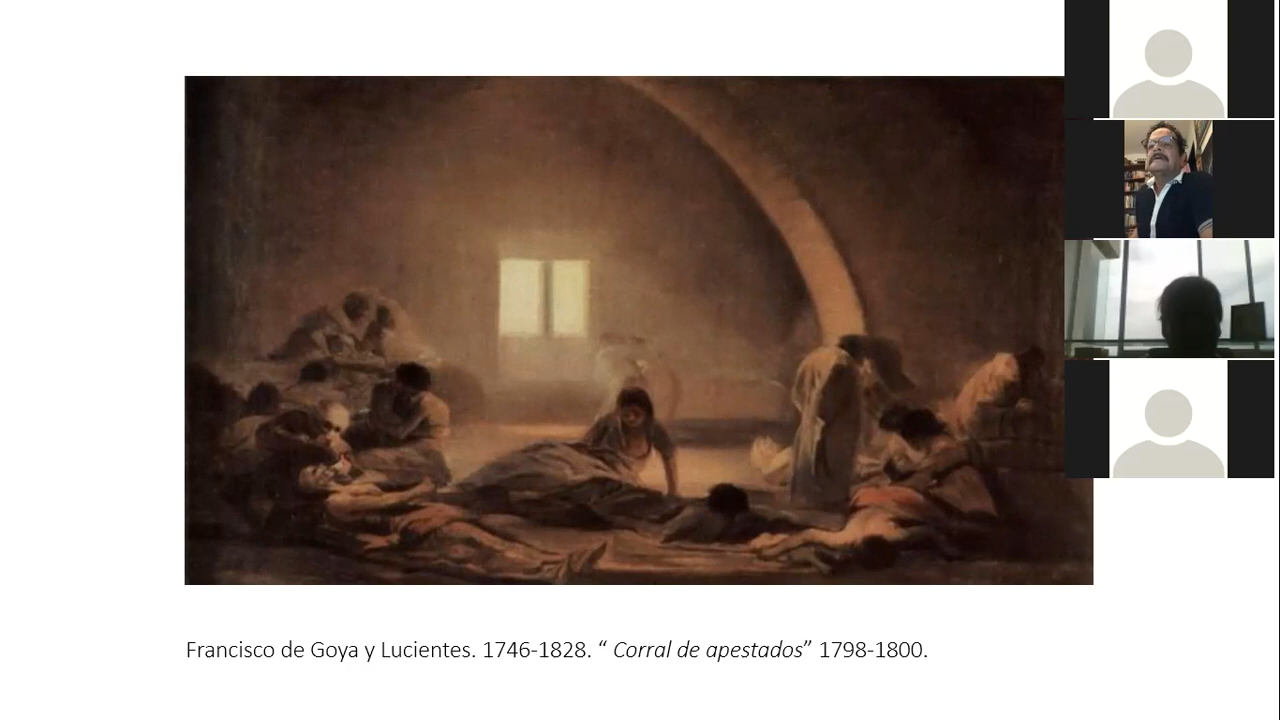 Francisco de Goya y Lucientes. 1746-1828. “ Corral de apestados” 1798-1800.